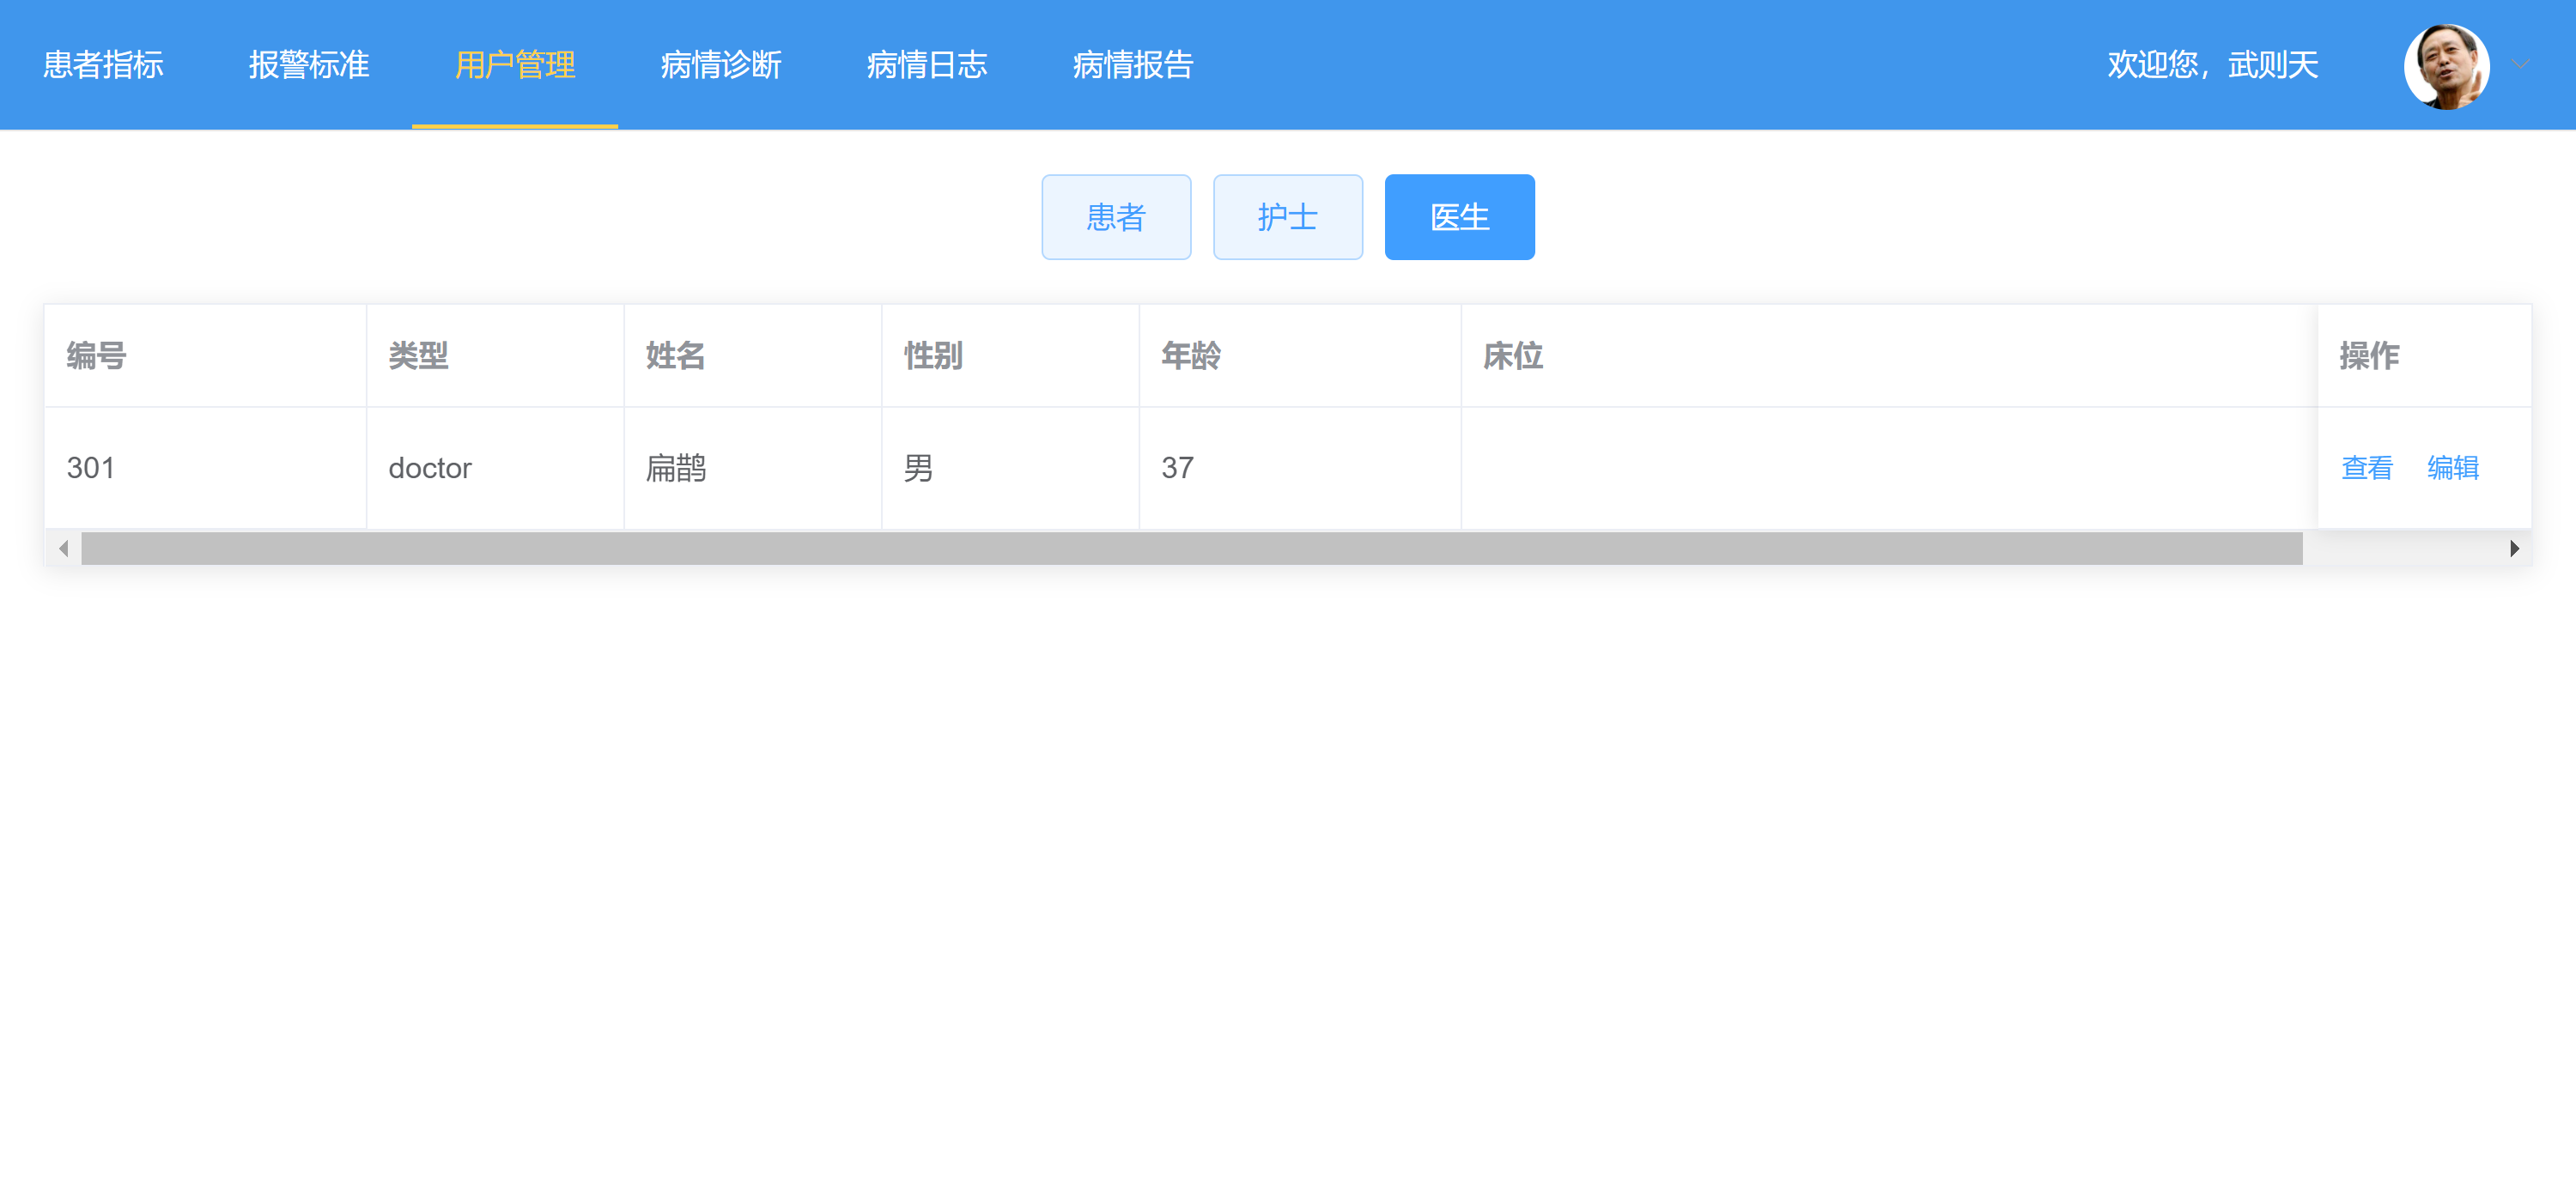 患者指标 报警标准 用户管理 病情诊断 病情日志 病情报告 欢迎您，武则天
患者 护士 医生
编号 类型 姓名 性别 年龄 床位 操作
301 doctor 扁鹊 男 37 查看 编辑